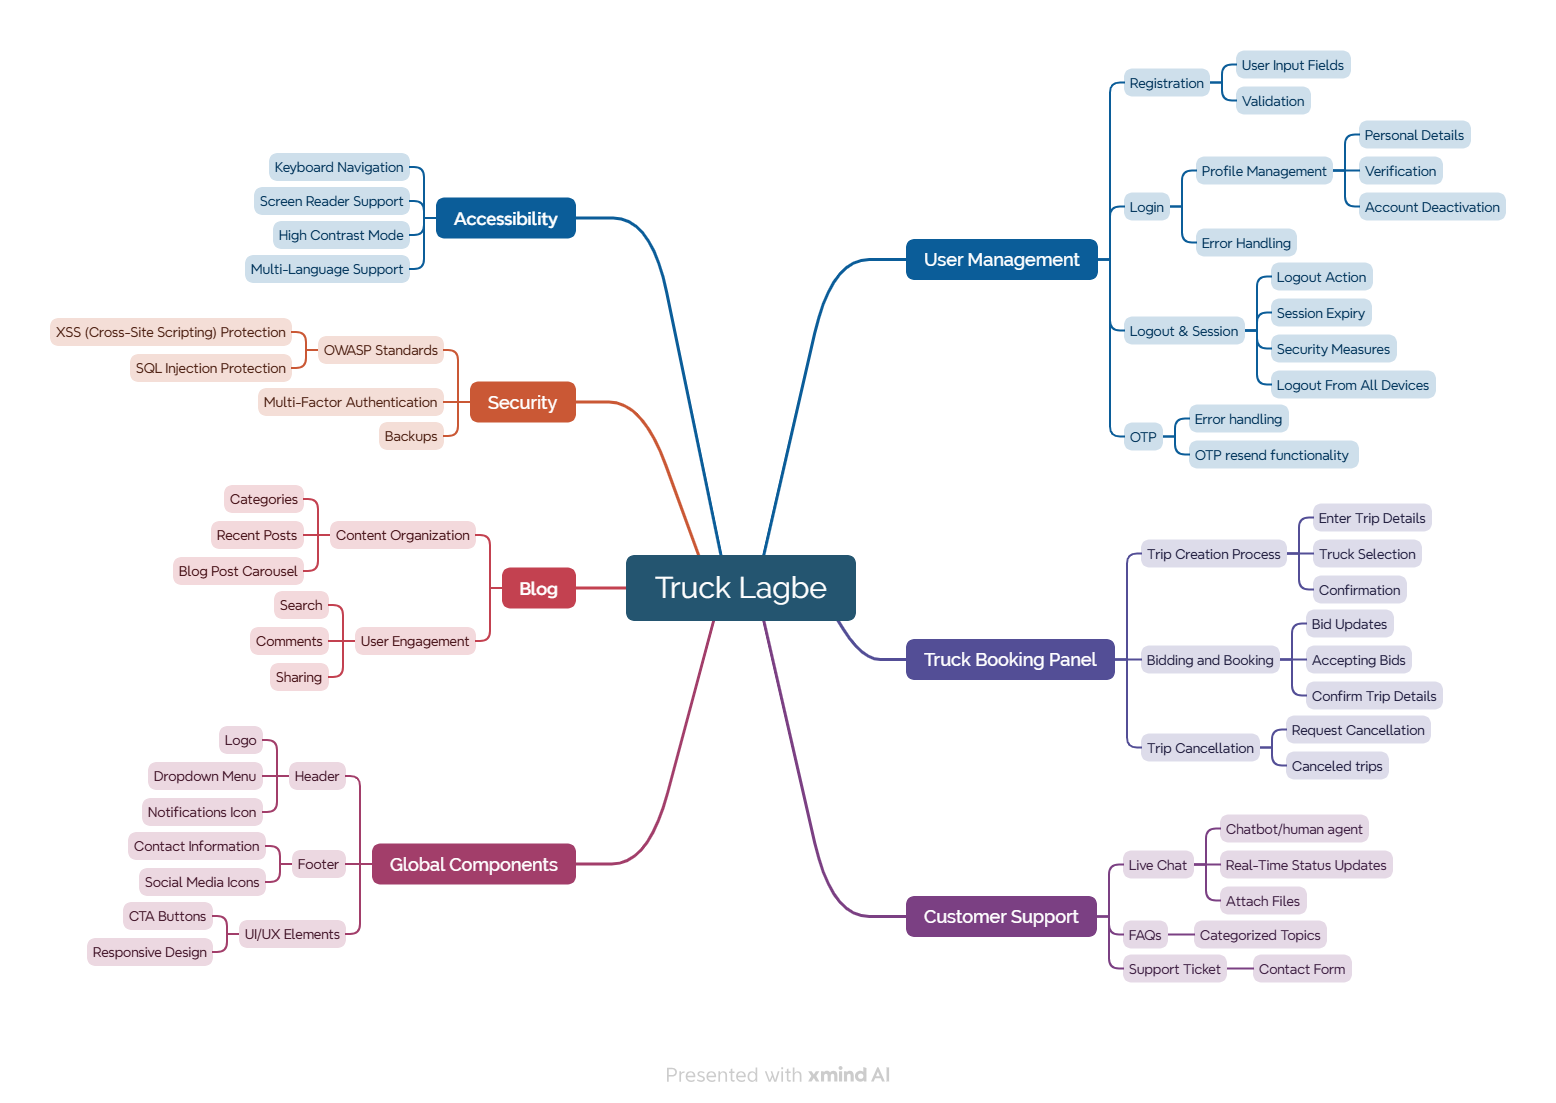 Truck Lagbe
User Management
Registration
User Input Fields
Validation
Login
Profile Management
Personal Details
Verification
Account Deactivation
Error Handling
Logout & Session
Logout Action
Session Expiry
Security Measures
Logout From All Devices
OTP
Error handling
OTP resend functionality
Truck Booking Panel
Trip Creation Process
Enter Trip Details
Truck Selection
Confirmation
Bidding and Booking
Bid Updates
Accepting Bids
Confirm Trip Details
Trip Cancellation
Request Cancellation
Canceled trips
Customer Support
Live Chat
Chatbot/human agent
Real-Time Status Updates
Attach Files
FAQs
Categorized Topics
Support Ticket
Contact Form
Accessibility
Keyboard Navigation
Screen Reader Support
High Contrast Mode
Multi-Language Support
Security
OWASP Standards
XSS (Cross-Site Scripting) Protection
SQL Injection Protection
Multi-Factor Authentication
Backups
Blog
Content Organization
Categories
Recent Posts
Blog Post Carousel
User Engagement
Search
Comments
Sharing
Global Components
Header
Logo
Dropdown Menu
Notifications Icon
Footer
Contact Information
Social Media Icons
UI/UX Elements
CTA Buttons
Responsive Design
Presented with xmind AI